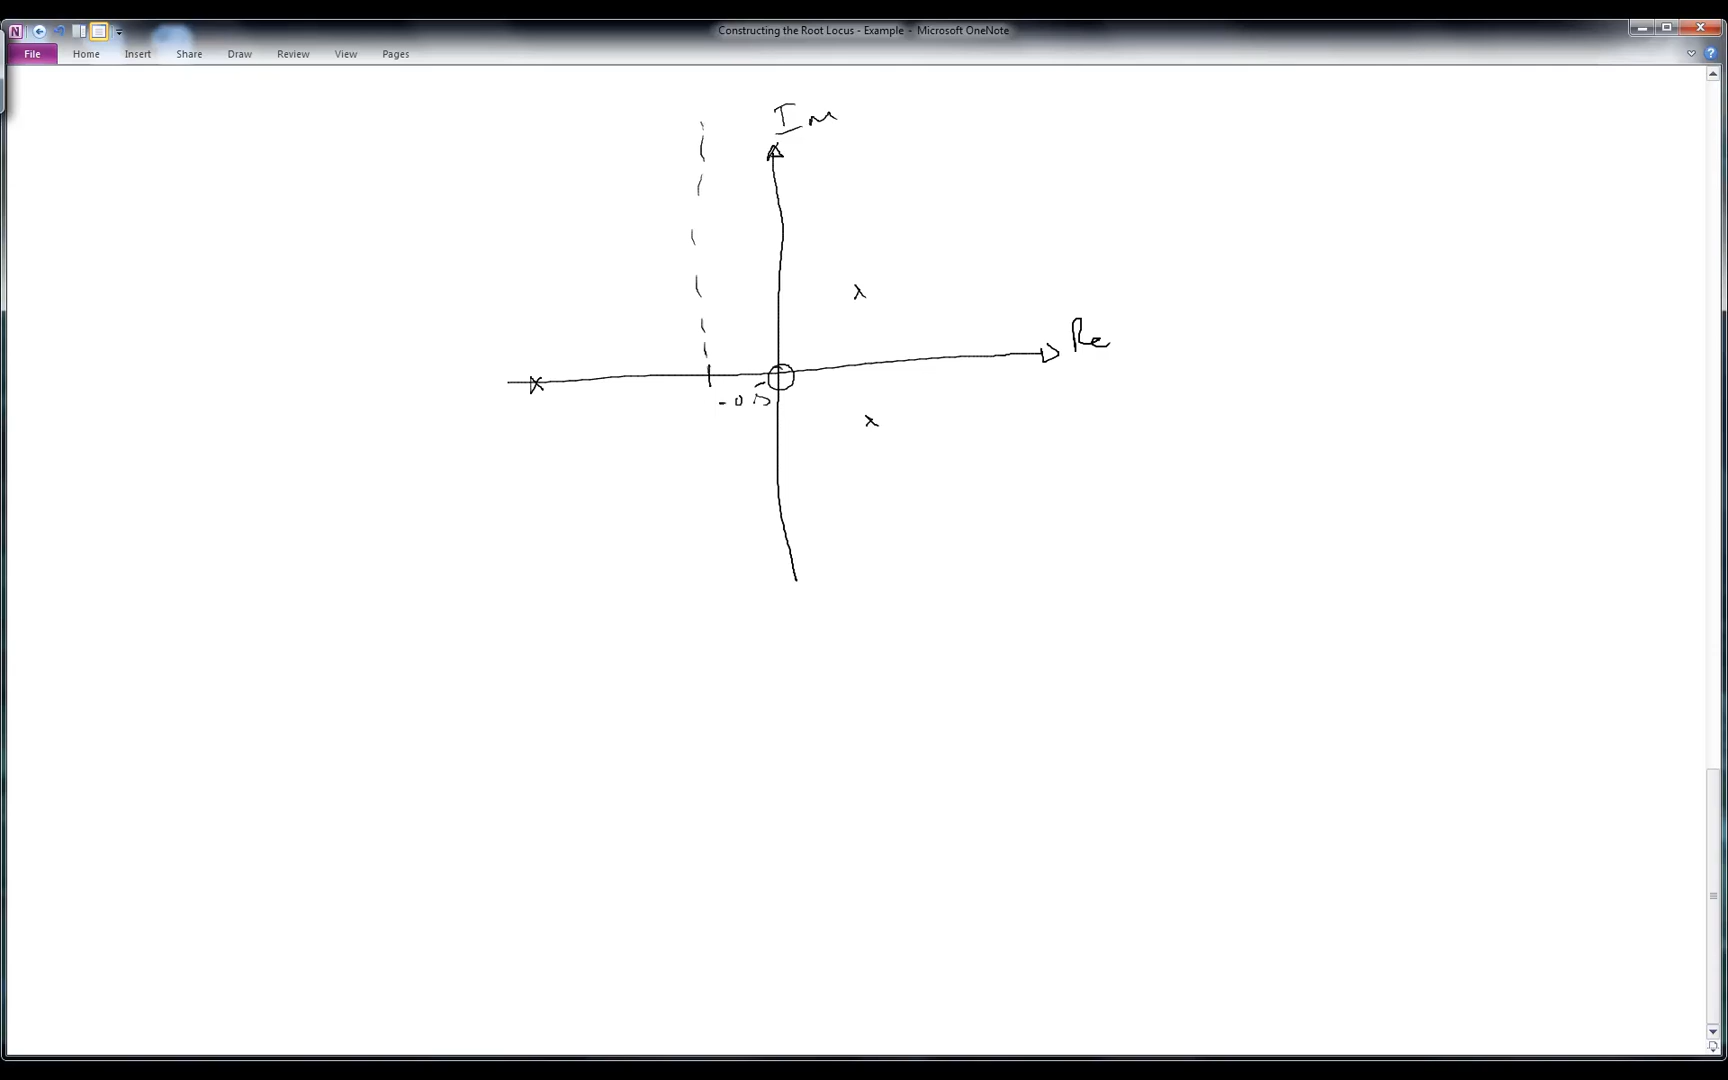 Constructing the Root Locus - Example - Microsoft OneNote
File Home Insert Share Draw Review View Pages
Im
Re
-0.5